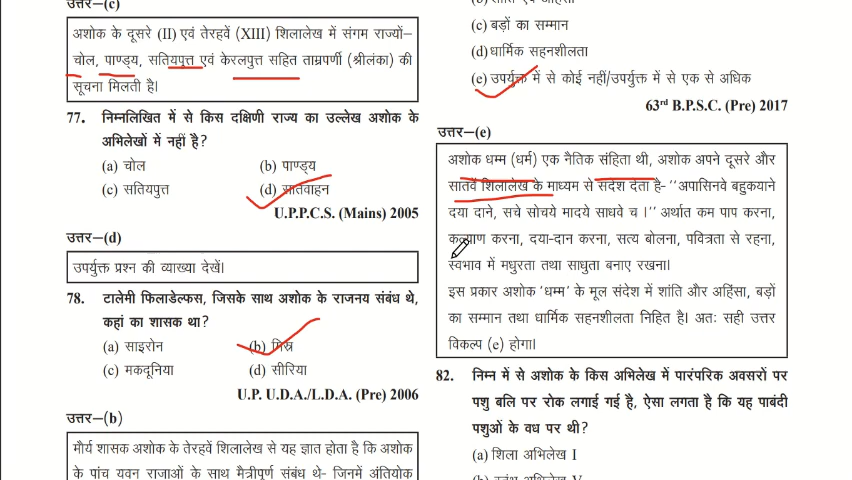 उत्तर–(c)
अशोक के दूसरे (II) एवं तेरहवें (XIII) शिलालेख में संगम राज्यों–
चोल, पाण्ड्य, सतियपुत्त एवं केरलपुत्त सहित ताम्रपर्णी (श्रीलंका) की
सूचना मिलती है।
77. निम्नलिखित में से किस दक्षिणी राज्य का उल्लेख अशोक के
अभिलेखों में नहीं है?
(a) चोल (b) पाण्ड्य
(c) सतियपुत्त (d) सातवाहन
U.P.P.C.S. (Mains) 2005
उत्तर–(d)
उपर्युक्त प्रश्न की व्याख्या देखें।
78. टालेमी फिलाडेल्फस, जिसके साथ अशोक के राजनय संबंध थे,
कहां का शासक था?
(a) साइरोन (b) मिस्र
(c) मकदूनिया (d) सीरिया
U.P. U.D.A./L.D.A. (Pre) 2006
उत्तर–(b)
मौर्य शासक अशोक के तेरहवें शिलालेख से यह ज्ञात होता है कि अशोक
के पांच यवन राजाओं के साथ मैत्रीपूर्ण संबंध थे- जिनमें अंतियोक
(b) शांति एवं अहिंसा
(c) बड़ों का सम्मान
(d) धार्मिक सहनशीलता
(e) उपर्युक्त में से कोई नहीं/उपर्युक्त में से एक से अधिक
63rd B.P.S.C. (Pre) 2017
उत्तर–(e)
अशोक धम्म (धर्म) एक नैतिक संहिता थी, अशोक अपने दूसरे और
सातवें शिलालेख के माध्यम से संदेश देता है- ''अपासिनवे बहुकयाने
दया दाने, सचे सोचये मादये साधवे च।'' अर्थात कम पाप करना,
कल्याण करना, दया-दान करना, सत्य बोलना, पवित्रता से रहना,
स्वभाव में मधुरता तथा साधुता बनाए रखना।
इस प्रकार अशोक 'धम्म' के मूल संदेश में शांति और अहिंसा, बड़ों
का सम्मान तथा धार्मिक सहनशीलता निहित है। अतः सही उत्तर
विकल्प (e) होगा।
82. निम्न में से अशोक के किस अभिलेख में पारंपरिक अवसरों पर
पशु बलि पर रोक लगाई गई है, ऐसा लगता है कि यह पाबंदी
पशुओं के वध पर थी?
(a) शिला अभिलेख I
(b) स्तंभ अभिलेख V